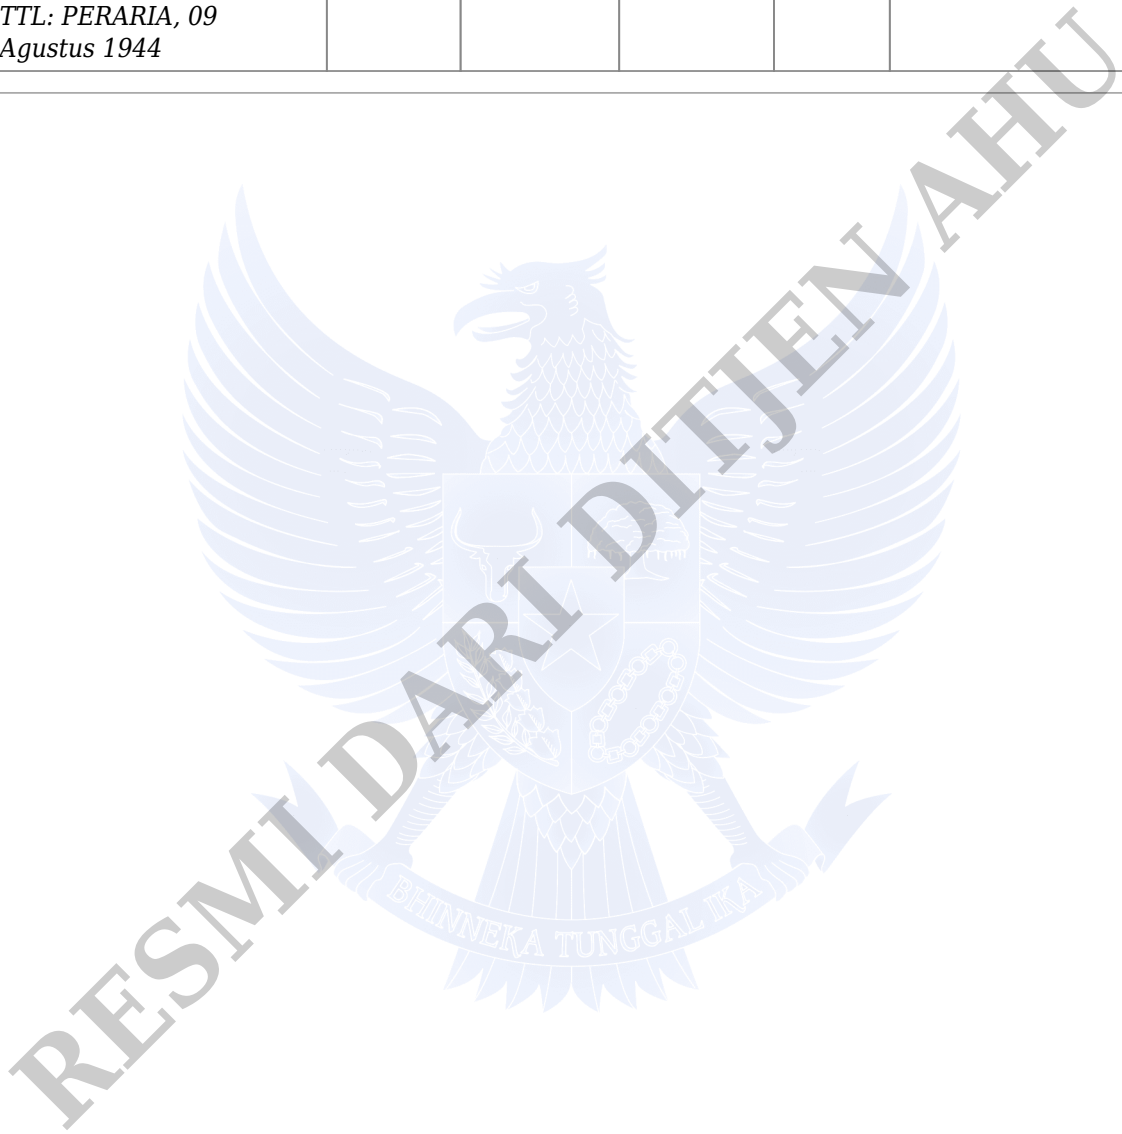 TTL: PERARIA, 09
Agustus 1944
RESMI DARI DITJEN AHU
BHINNEKA TUNGGAL IKA